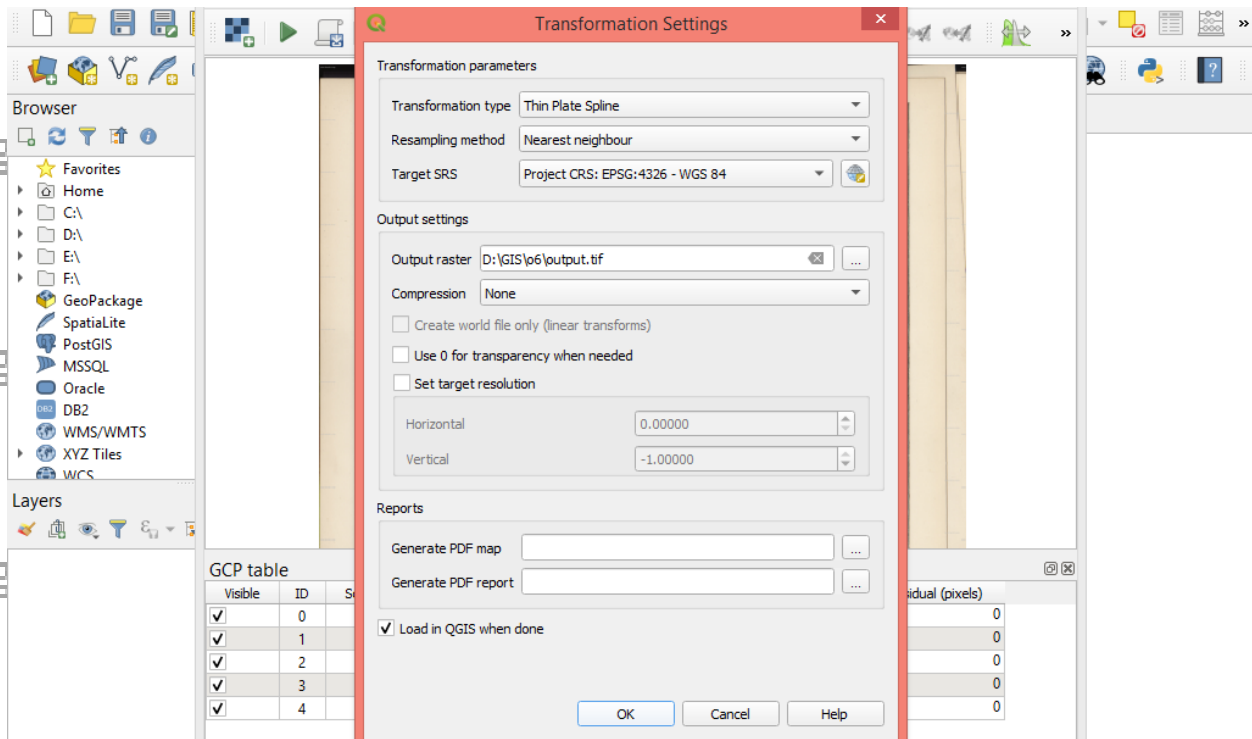 Transformation Settings
Browser
Favorites
Home
C:\
D:\
E:\
F:\
GeoPackage
SpatiaLite
PostGIS
MSSQL
Oracle
DB2 DB2
WMS/WMTS
XYZ Tiles
WCS
Layers
Transformation parameters
Transformation type Thin Plate Spline
Resampling method Nearest neighbour
Target SRS Project CRS: EPSG:4326 - WGS 84
Output settings
Output raster D:\GIS\o6\output.tif ...
Compression None
Create world file only (linear transforms)
Use 0 for transparency when needed
Set target resolution
Horizontal 0.00000
Vertical -1.00000
Reports
Generate PDF map ...
Generate PDF report ...
Load in QGIS when done
OK Cancel Help
GCP table
Visible ID (pixels)
0 0
1 0
2 0
3 0
4 0